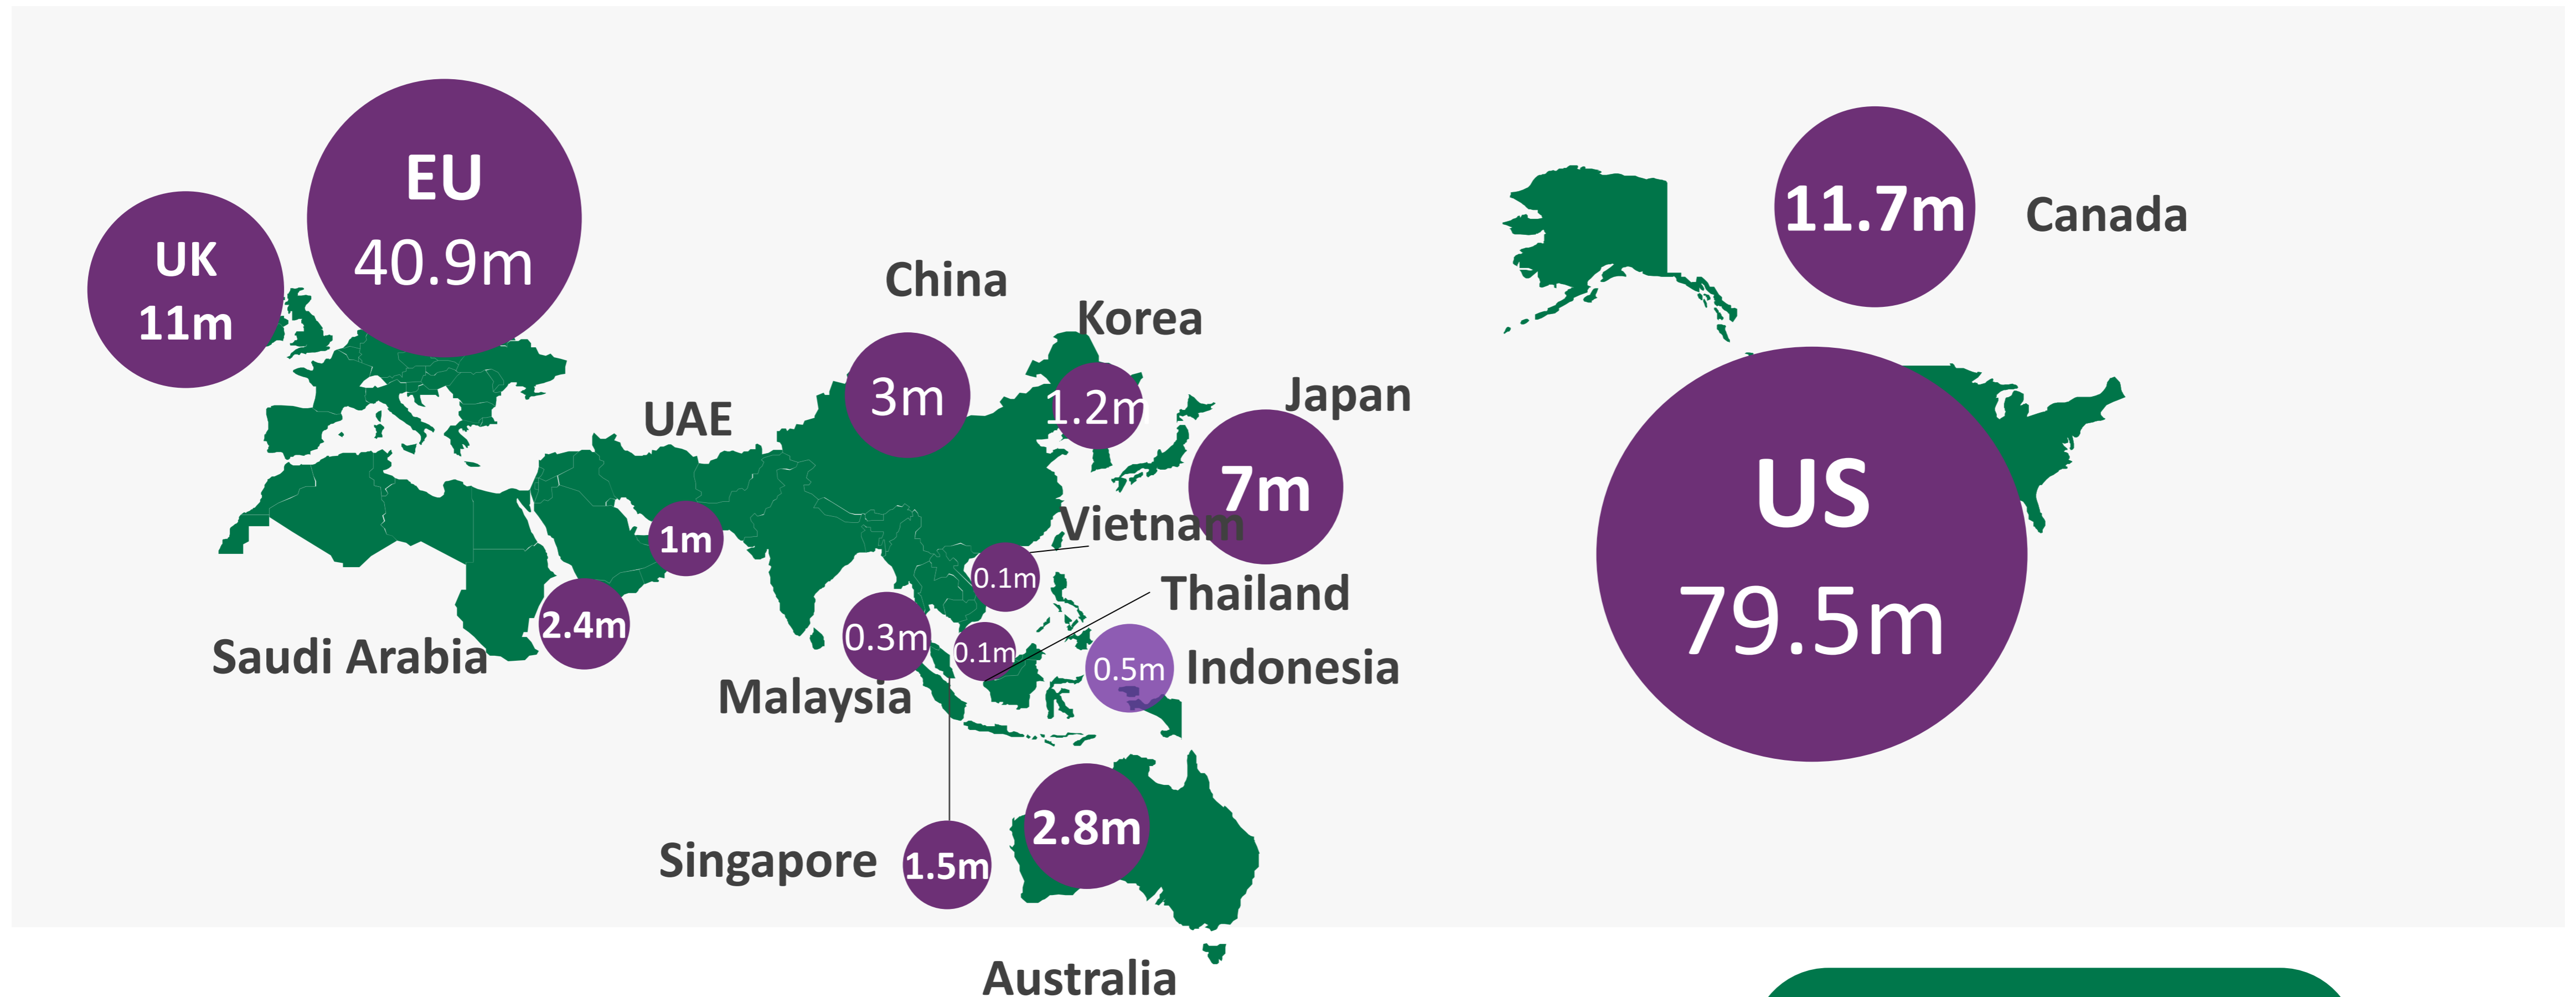 EU
40.9m
UK
11m
11.7m
Canada
China
3m
Korea
1.2m
Japan
7m
UAE
1m
Vietnam
0.1m
Thailand
0.1m
US
79.5m
Saudi Arabia
2.4m
0.3m
Malaysia
0.5m
Indonesia
Singapore
1.5m
2.8m
Australia